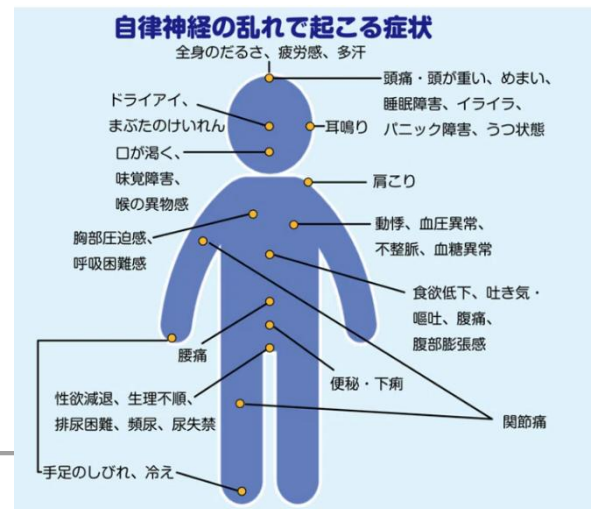 自律神経の乱れで起こる症状
全身のだるさ、疲労感、多汗
頭痛・頭が重い、めまい、
睡眠障害、イライラ、
パニック障害、うつ状態
ドライアイ、
まぶたのけいれん
耳鳴り
口が渇く、
味覚障害、
喉の異物感
肩こり
胸部圧迫感、
呼吸困難感
動悸、血圧異常、
不整脈、血糖異常
食欲低下、吐き気・
嘔吐、腹痛、
腹部膨張感
腰痛
便秘・下痢
性欲減退、生理不順、
排尿困難、頻尿、尿失禁
関節痛
手足のしびれ、冷え